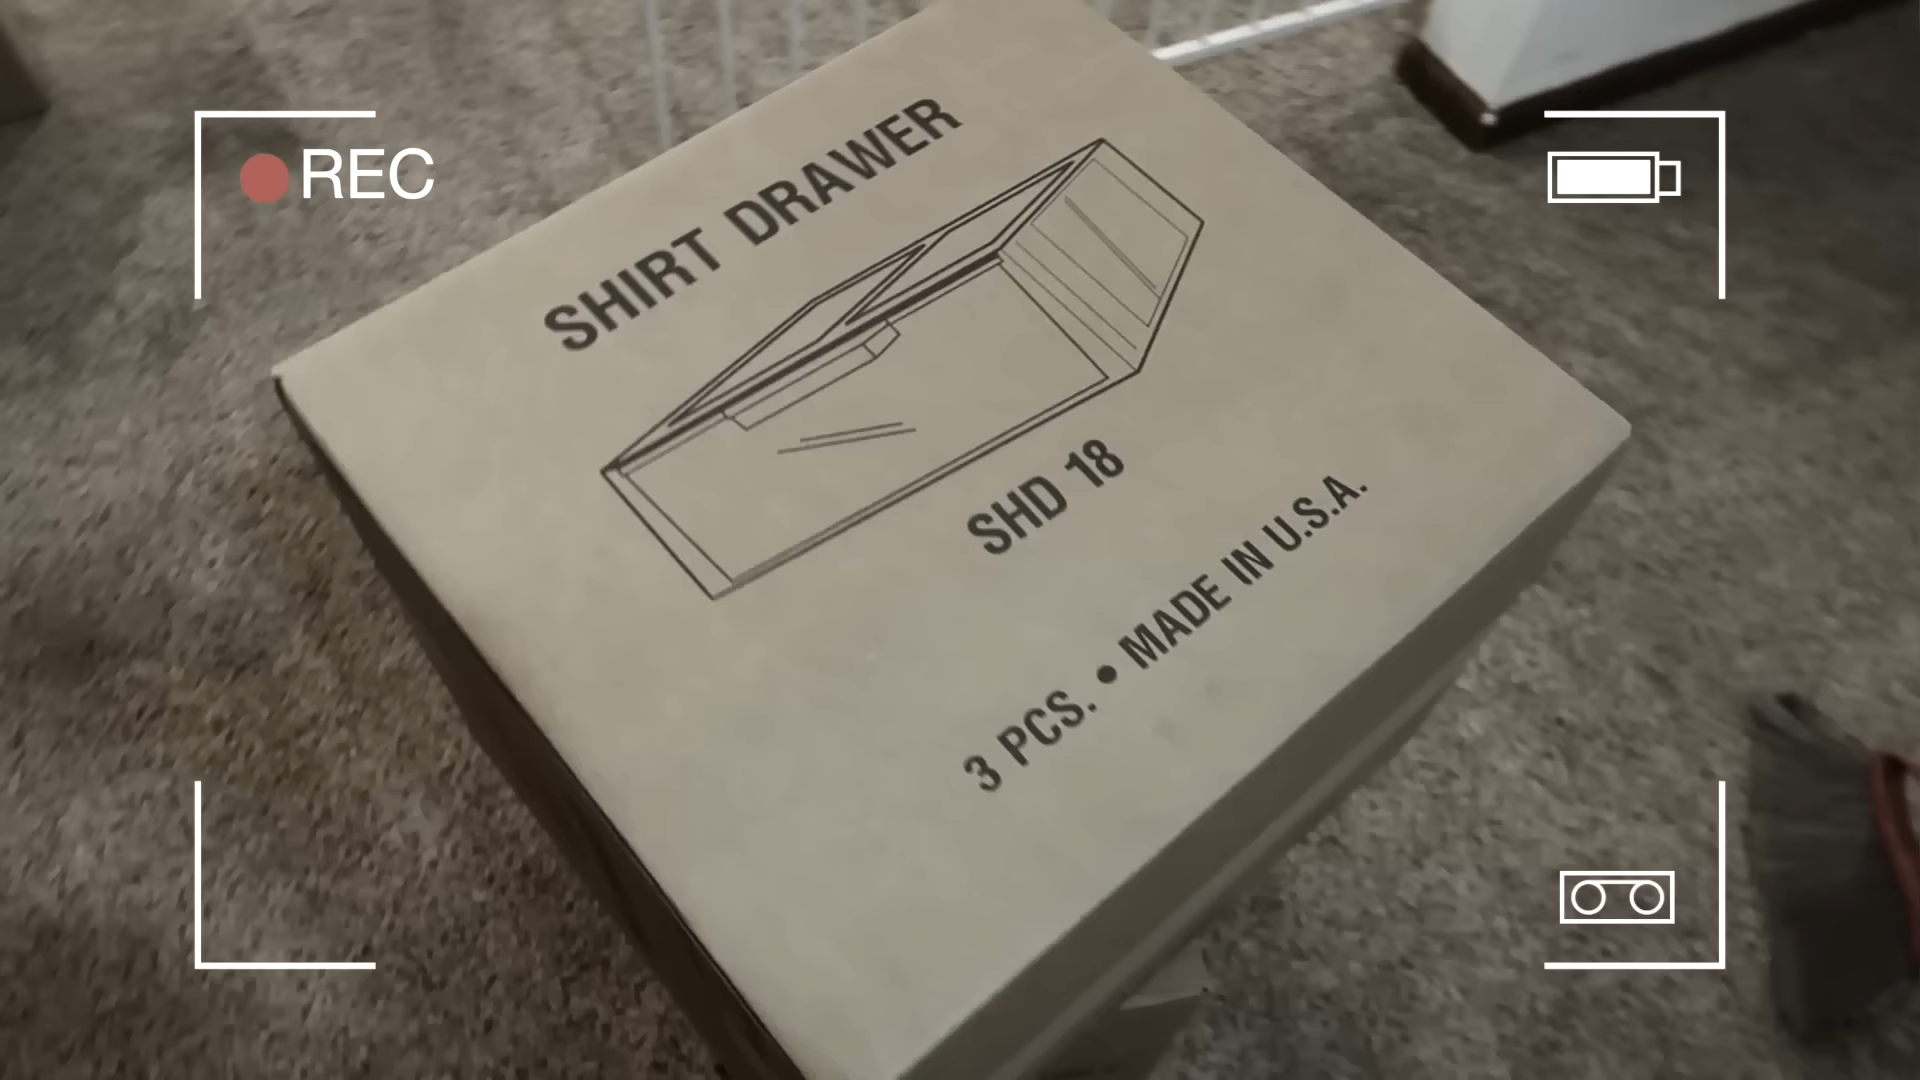 REC
SHIRT DRAWER
SHD 18
3 PCS. • MADE IN U.S.A.